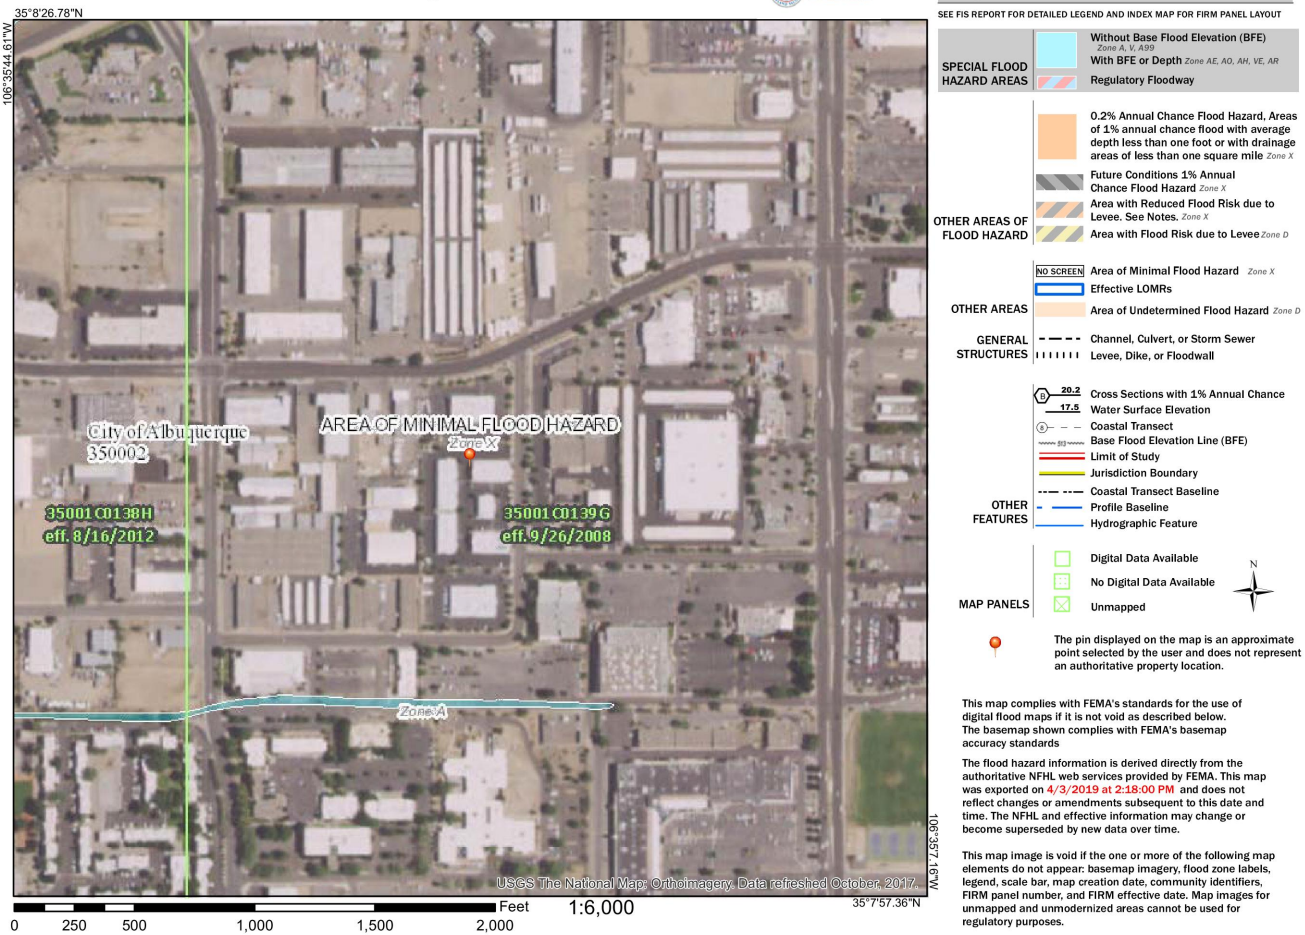 35°8'26.78"N
106°35'44.61"W
City of Albuquerque
350002
AREA OF MINIMAL FLOOD HAZARD
Zone X
35001C0138H
eff. 8/16/2012
35001C0139G
eff. 9/26/2008
Zone A
USGS The National Map: Orthoimagery. Data refreshed October, 2017.
106°35'7.16"W
35°7'57.36"N
Feet
1:6,000
0 250 500 1,000 1,500 2,000
SEE FIS REPORT FOR DETAILED LEGEND AND INDEX MAP FOR FIRM PANEL LAYOUT
SPECIAL FLOOD
HAZARD AREAS
Without Base Flood Elevation (BFE)
Zone A, V, A99
With BFE or Depth Zone AE, AO, AH, VE, AR
Regulatory Floodway
OTHER AREAS OF
FLOOD HAZARD
0.2% Annual Chance Flood Hazard, Areas
of 1% annual chance flood with average
depth less than one foot or with drainage
areas of less than one square mile Zone X
Future Conditions 1% Annual
Chance Flood Hazard Zone X
Area with Reduced Flood Risk due to
Levee. See Notes. Zone X
Area with Flood Risk due to Levee Zone D
OTHER AREAS
NO SCREEN Area of Minimal Flood Hazard Zone X
Effective LOMRs
Area of Undetermined Flood Hazard Zone D
GENERAL
STRUCTURES
Channel, Culvert, or Storm Sewer
Levee, Dike, or Floodwall
OTHER
FEATURES
B 20.2 Cross Sections with 1% Annual Chance
17.5 Water Surface Elevation
8 Coastal Transect
513 Base Flood Elevation Line (BFE)
Limit of Study
Jurisdiction Boundary
Coastal Transect Baseline
Profile Baseline
Hydrographic Feature
MAP PANELS
Digital Data Available
No Digital Data Available
Unmapped
N
The pin displayed on the map is an approximate
point selected by the user and does not represent
an authoritative property location.
This map complies with FEMA's standards for the use of
digital flood maps if it is not void as described below.
The basemap shown complies with FEMA's basemap
accuracy standards
The flood hazard information is derived directly from the
authoritative NFHL web services provided by FEMA. This map
was exported on 4/3/2019 at 2:18:00 PM and does not
reflect changes or amendments subsequent to this date and
time. The NFHL and effective information may change or
become superseded by new data over time.
This map image is void if the one or more of the following map
elements do not appear: basemap imagery, flood zone labels,
legend, scale bar, map creation date, community identifiers,
FIRM panel number, and FIRM effective date. Map images for
unmapped and unmodernized areas cannot be used for
regulatory purposes.